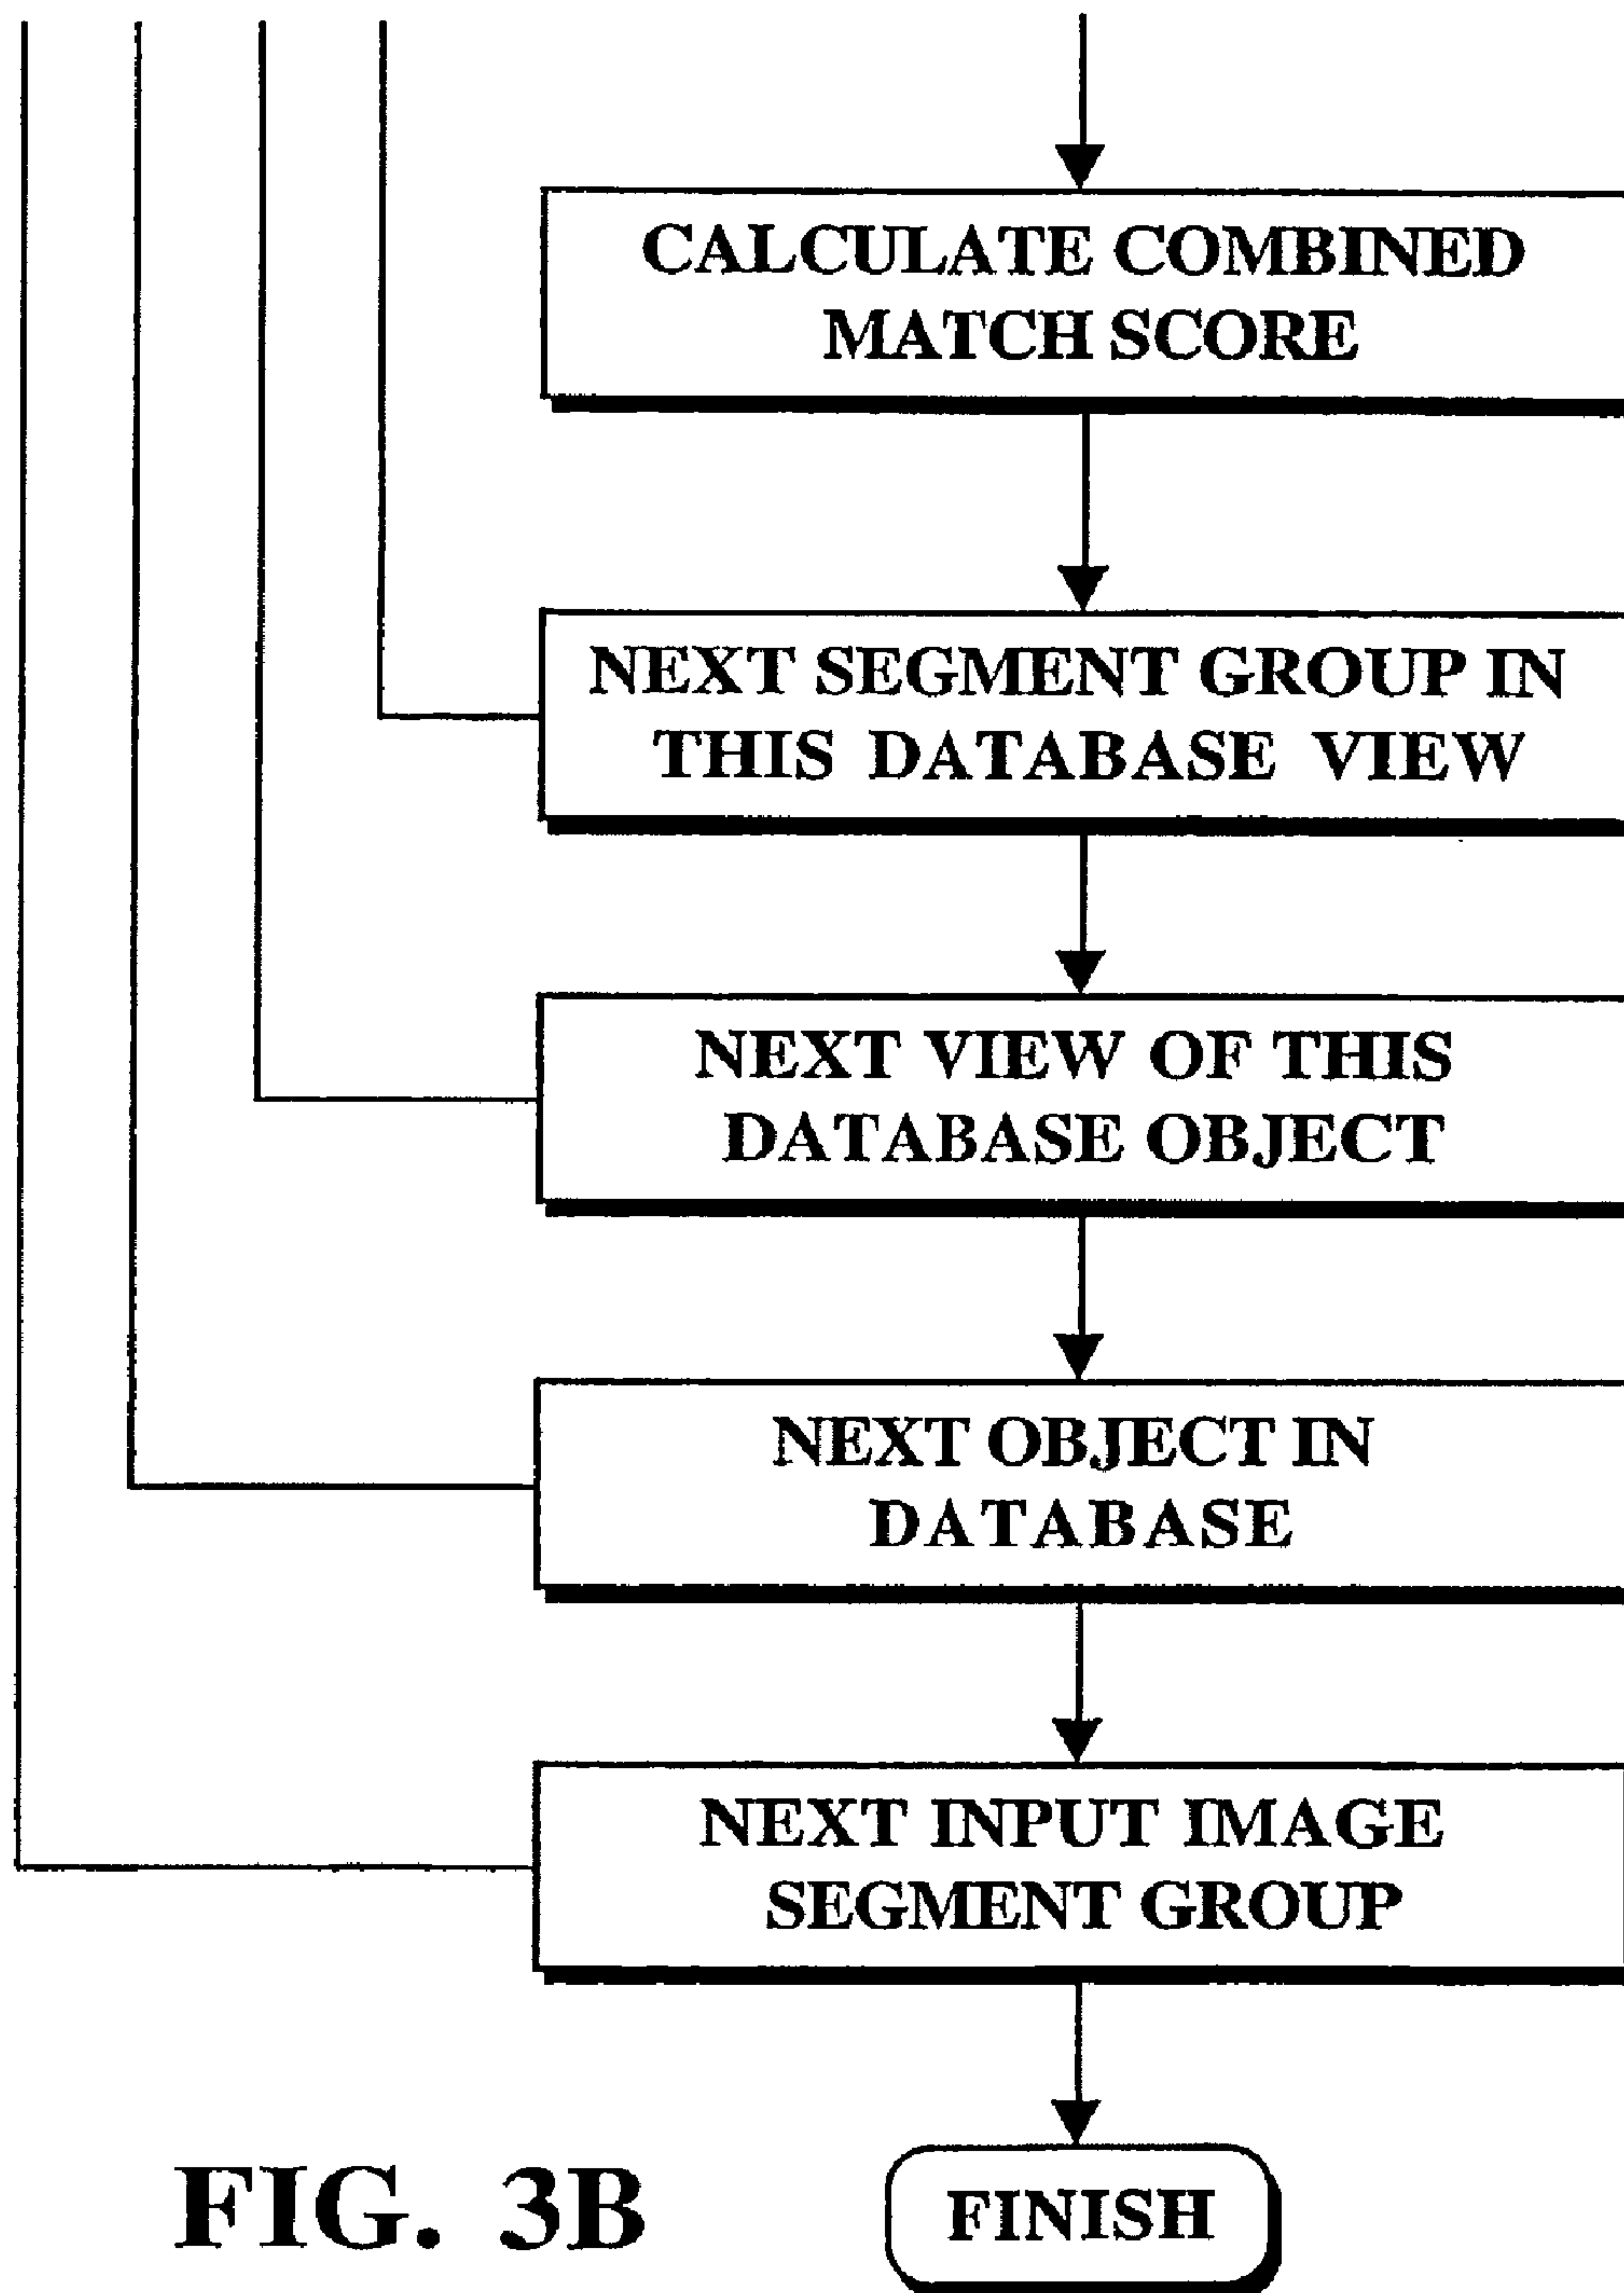 CALCULATE COMBINED
MATCH SCORE
NEXT SEGMENT GROUP IN
THIS DATABASE VIEW
NEXT VIEW OF THIS
DATABASE OBJECT
NEXT OBJECT IN
DATABASE
NEXT INPUT IMAGE
SEGMENT GROUP
FINISH
FIG. 3B